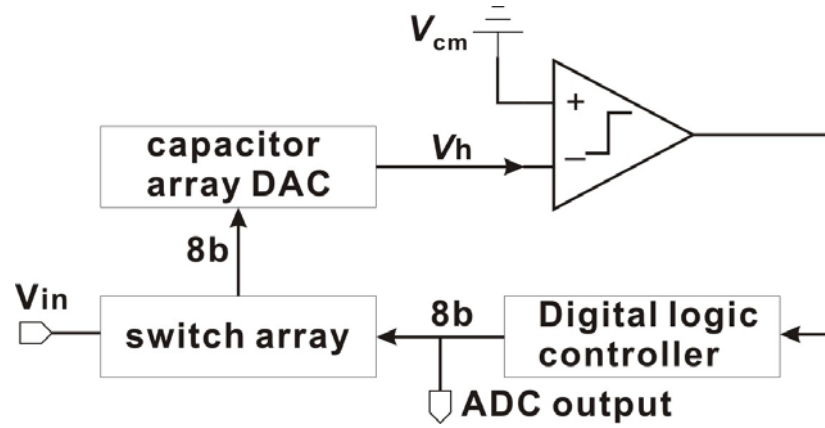 Vcm
+
capacitor
array DAC
Vh
−
8b
Vin
switch array
8b
Digital logic
controller
ADC output